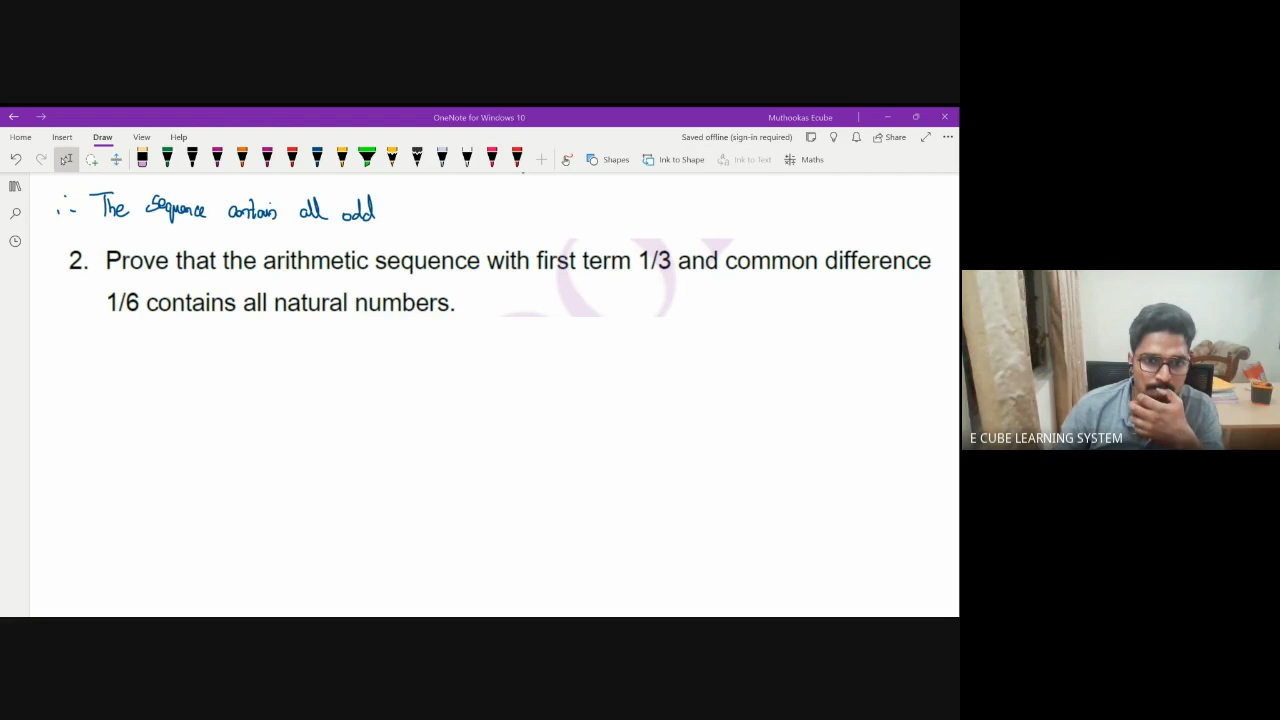 OneNote for Windows 10
Muthookas Ecube
Home Insert Draw View Help
Saved offline (sign-in required)
Share
Shapes
Ink to Shape
Ink to Text
Maths
∴ The sequence contains all odd
2. Prove that the arithmetic sequence with first term 1/3 and common difference
1/6 contains all natural numbers.
E CUBE LEARNING SYSTEM